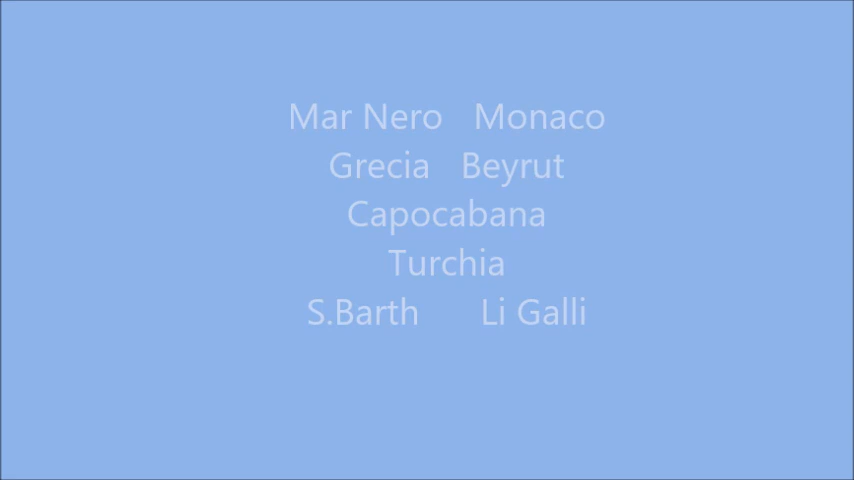 Mar Nero Monaco
Grecia Beyrut
Capocabana
Turchia
S.Barth Li Galli